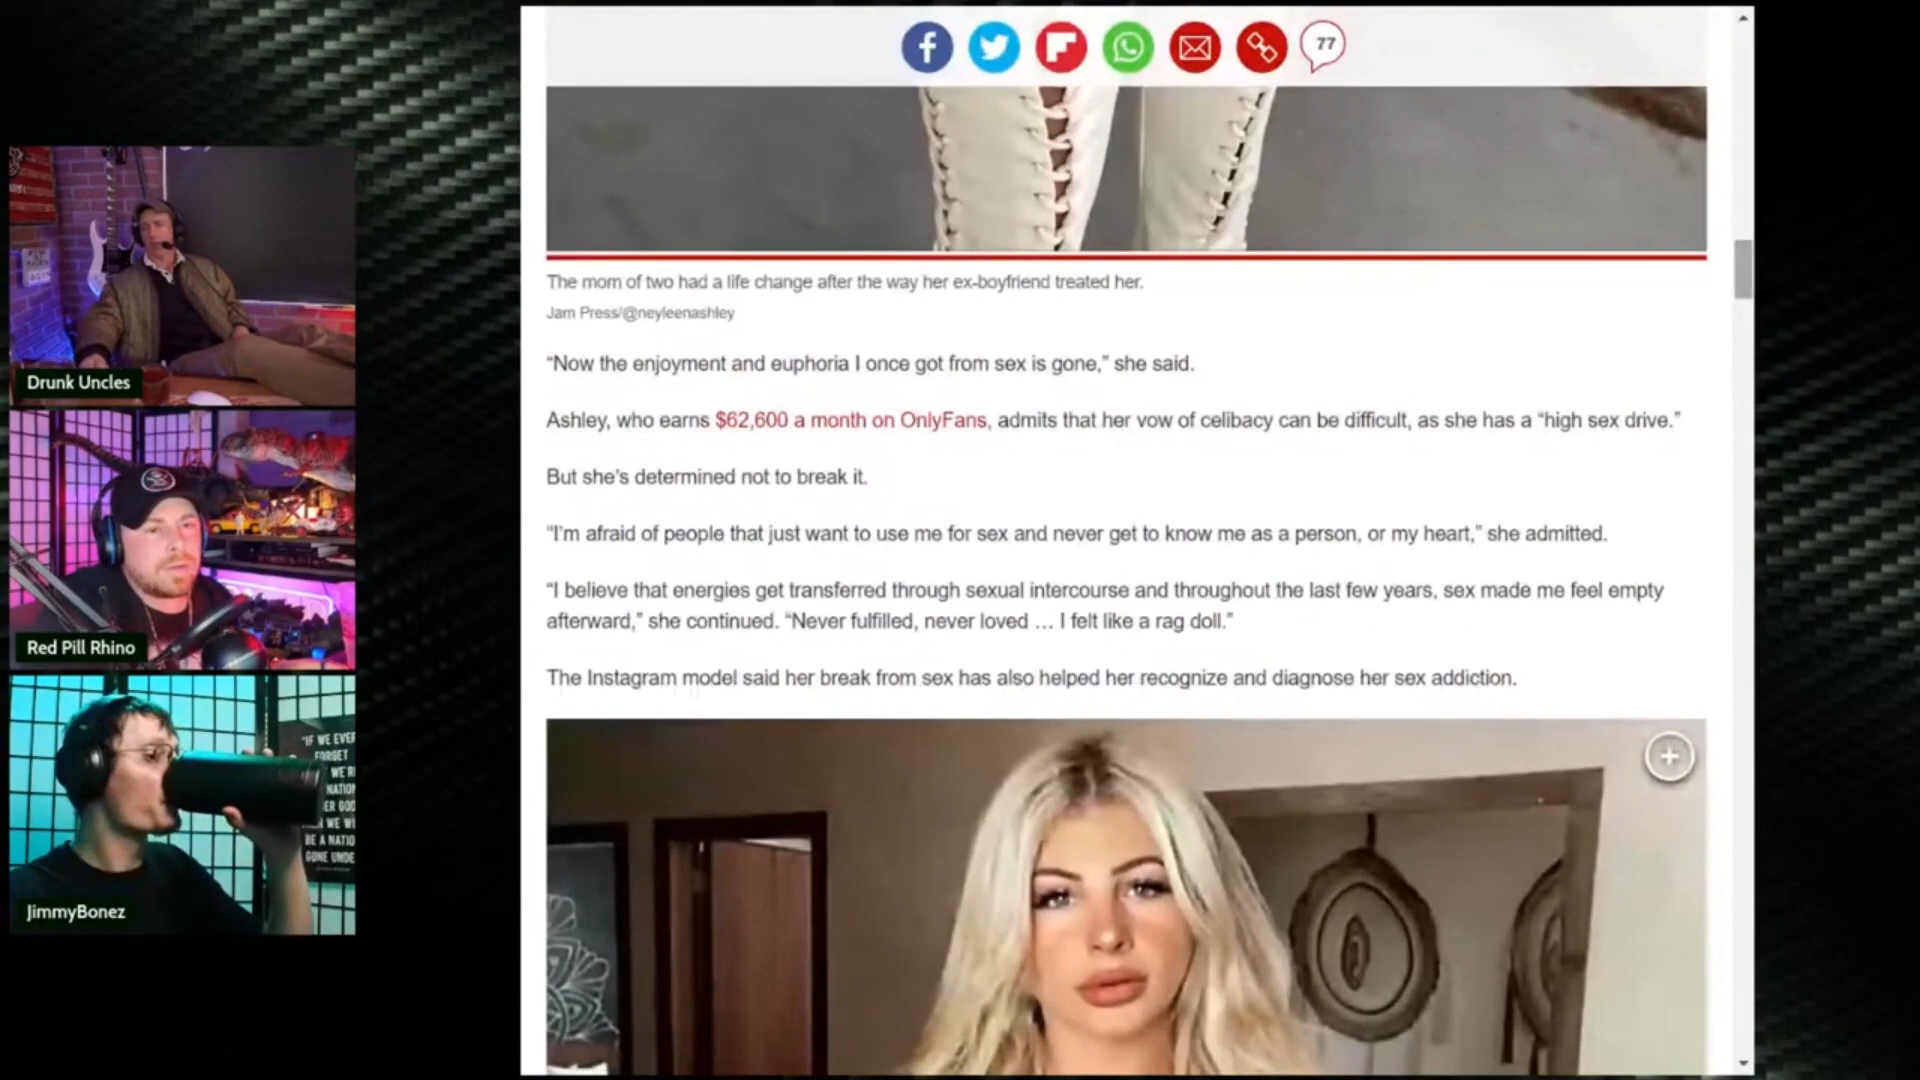 77
The mom of two had a life change after the way her ex-boyfriend treated her.
Jam Press/@neyleenashley
“Now the enjoyment and euphoria I once got from sex is gone,” she said.
Ashley, who earns $62,600 a month on OnlyFans, admits that her vow of celibacy can be difficult, as she has a “high sex drive.”
But she’s determined not to break it.
“I’m afraid of people that just want to use me for sex and never get to know me as a person, or my heart,” she admitted.
“I believe that energies get transferred through sexual intercourse and throughout the last few years, sex made me feel empty
afterward,” she continued. “Never fulfilled, never loved … I felt like a rag doll.”
The Instagram model said her break from sex has also helped her recognize and diagnose her sex addiction.
Drunk Uncles
Red Pill Rhino
"IF WE EVER
FORGET
WE'R
NATION
ER GOD
WE WI
BE A NATIO
GONE UNDE
JimmyBonez